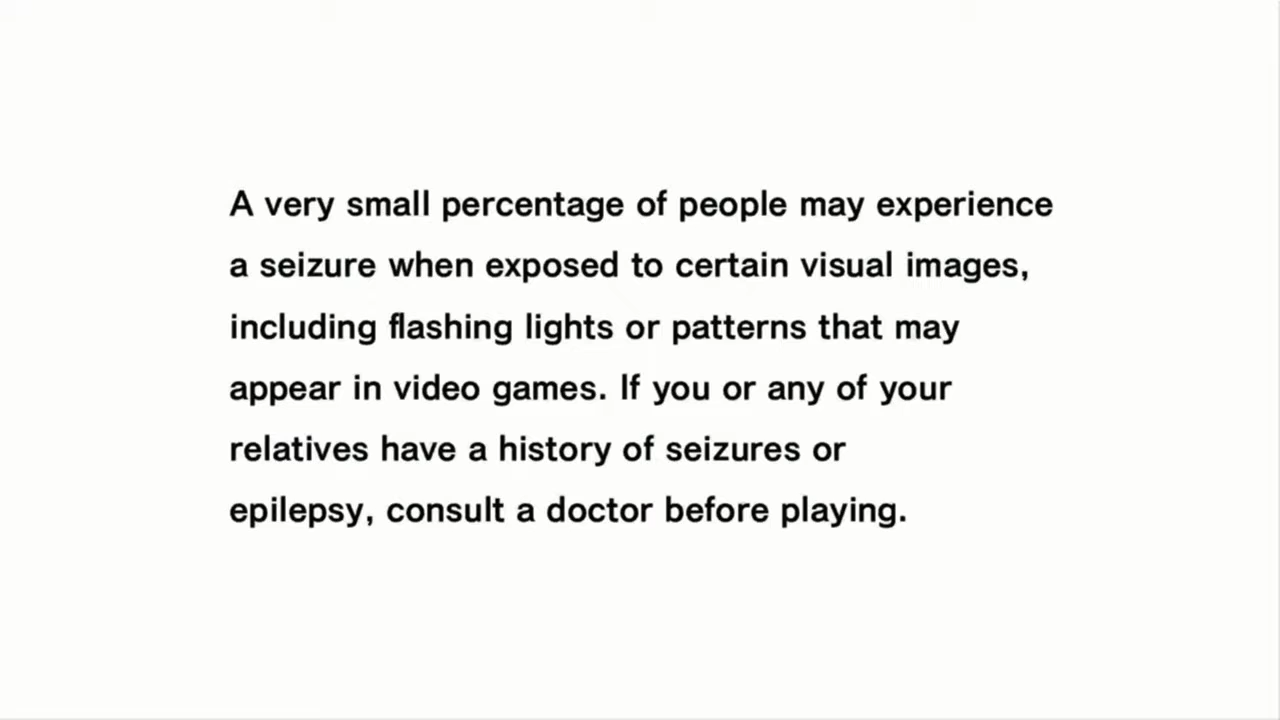 A very small percentage of people may experience
a seizure when exposed to certain visual images,
including flashing lights or patterns that may
appear in video games. If you or any of your
relatives have a history of seizures or
epilepsy, consult a doctor before playing.